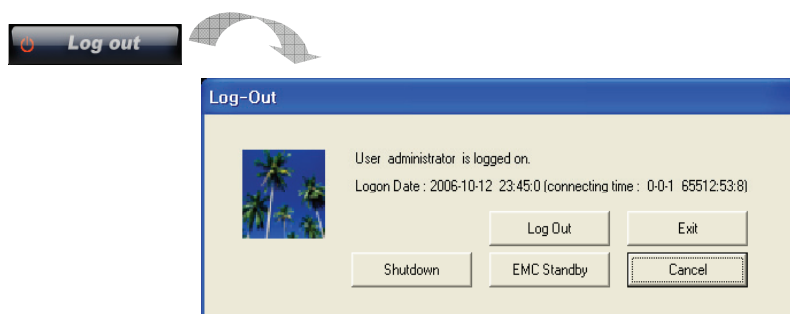 Log out
Log-Out
User administrator is logged on.
Logon Date : 2006-10-12 23:45:0 (connecting time : 0-0-1 65512:53:8)
Log Out
Exit
Shutdown
EMC Standby
Cancel